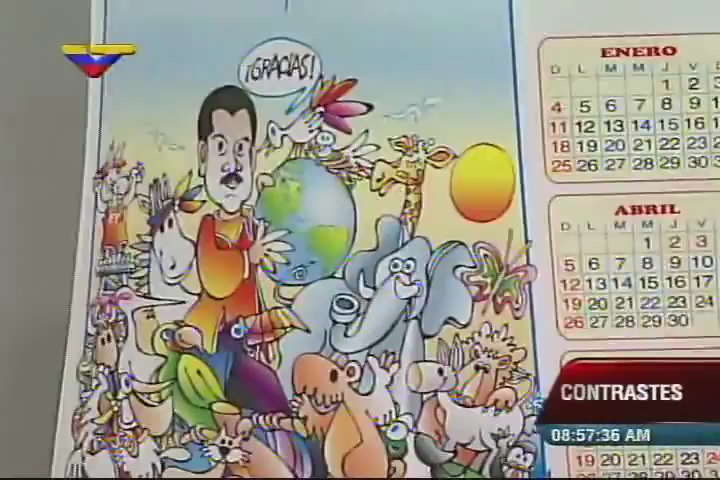 ¡GRACIAS!
ENERO
D L M M J V
1 2
4 5 6 7 8 9
11 12 13 14 15 16
18 19 20 21 22 23
25 26 27 28 29 30
ABRIL
D L M M J V
1 2 3
5 6 7 8 9 10
12 13 14 15 16 17
19 20 21 22 23 24
26 27 28 29 30
CONTRASTES
08:57:36 AM
19 20 21 22 23